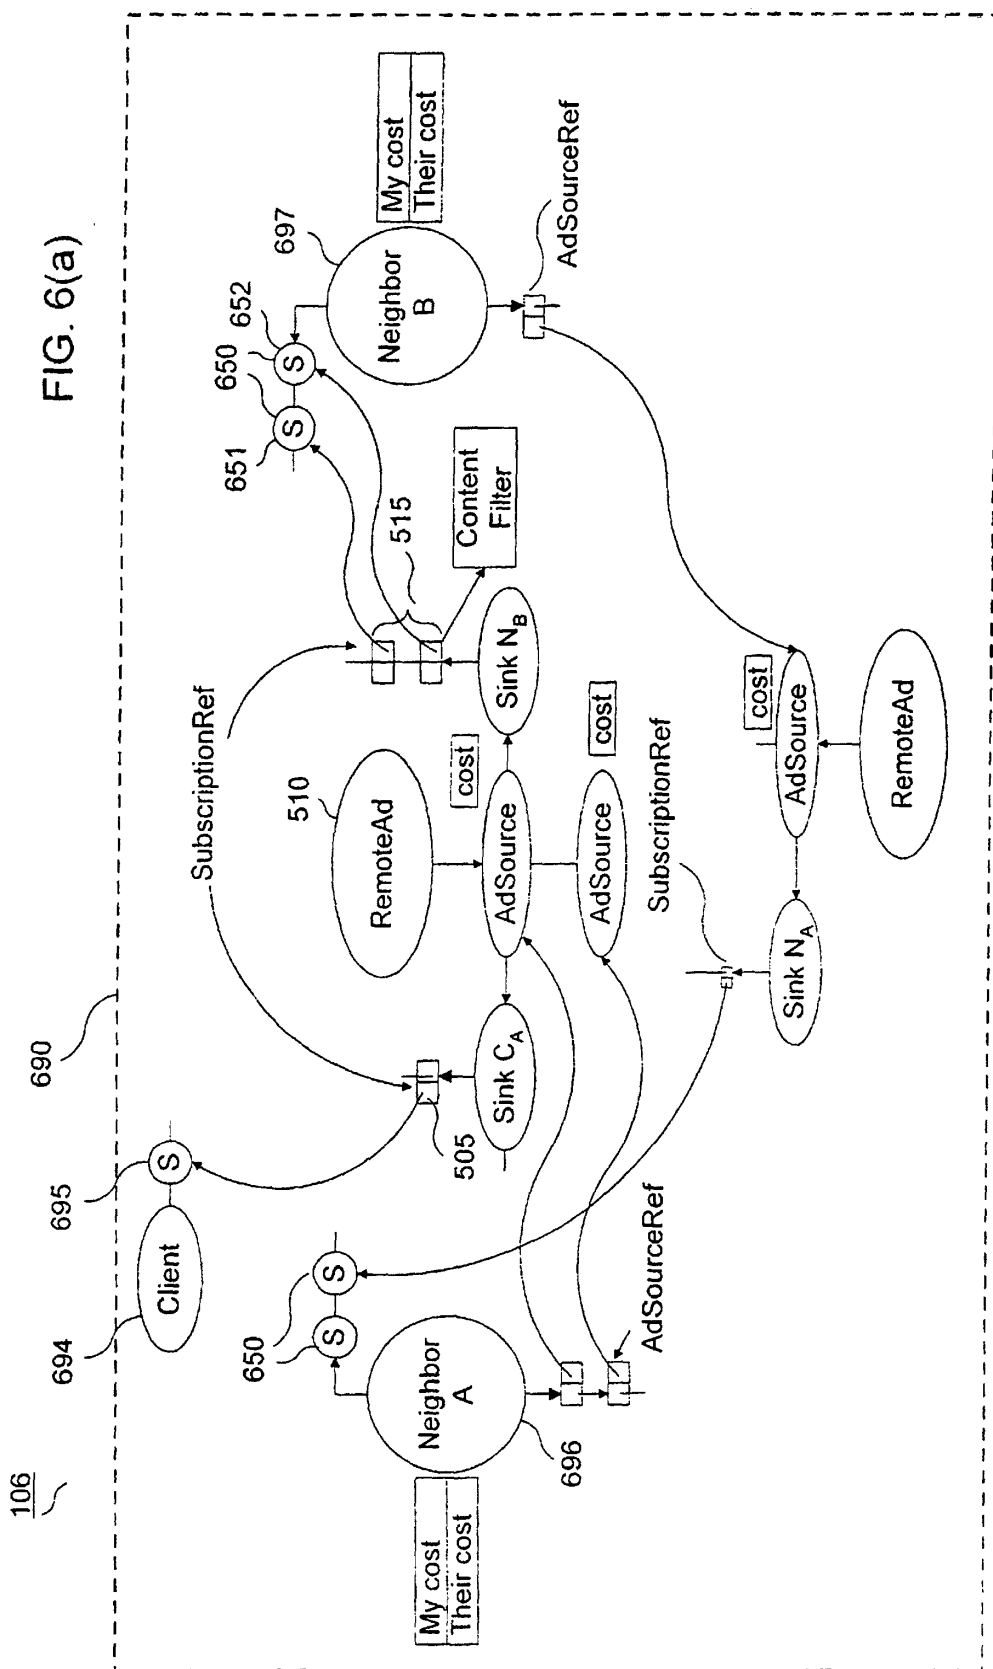 FIG. 6(a)
106
690
694
Client
695
S
SubscriptionRef
650
S
S
My cost
Their cost
Neighbor
A
696
AdSourceRef
505
Sink CA
RemoteAd
510
cost
AdSource
AdSource
cost
Sink NB
515
Content
Filter
651
650
652
S
S
697
Neighbor
B
My cost
Their cost
AdSourceRef
SubscriptionRef
Sink NA
cost
AdSource
RemoteAd